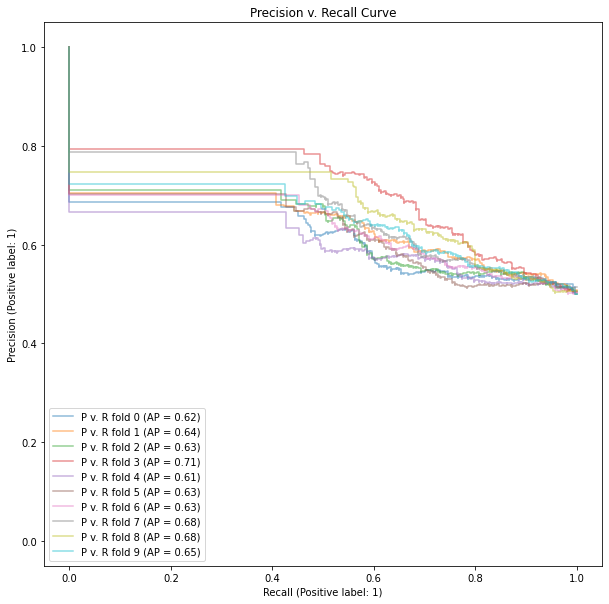 Precision v. Recall Curve
Precision (Positive label: 1)
1.0
0.8
0.6
0.4
0.2
0.0
P v. R fold 0 (AP = 0.62)
P v. R fold 1 (AP = 0.64)
P v. R fold 2 (AP = 0.63)
P v. R fold 3 (AP = 0.71)
P v. R fold 4 (AP = 0.61)
P v. R fold 5 (AP = 0.63)
P v. R fold 6 (AP = 0.63)
P v. R fold 7 (AP = 0.68)
P v. R fold 8 (AP = 0.68)
P v. R fold 9 (AP = 0.65)
0.0 0.2 0.4 0.6 0.8 1.0
Recall (Positive label: 1)